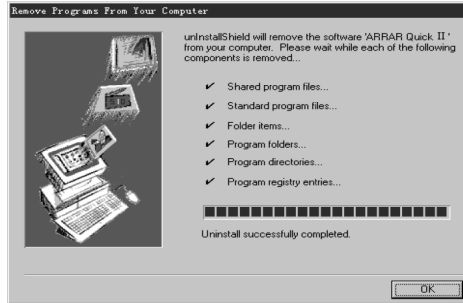 Remove Programs From Your Computer
unInstallShield will remove the software 'ARRAR Quick II '
from your computer.  Please wait while each of the following
components is removed...
✔ Shared program files...
✔ Standard program files...
✔ Folder items...
✔ Program folders...
✔ Program directories...
✔ Program registry entries...
Uninstall successfully completed.
OK